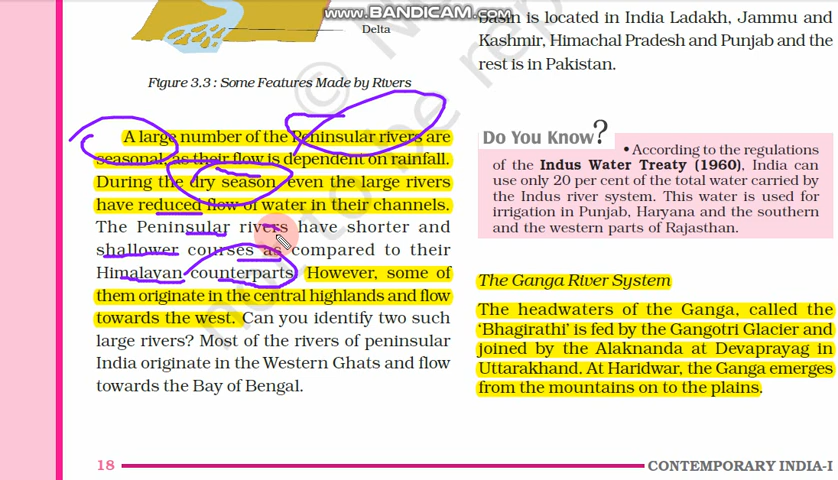 www.BANDICAM.com
Delta
Figure 3.3 : Some Features Made by Rivers
A large number of the Peninsular rivers are
seasonal, as their flow is dependent on rainfall.
During the dry season, even the large rivers
have reduced flow of water in their channels.
The Peninsular rivers have shorter and
shallower courses as compared to their
Himalayan counterparts. However, some of
them originate in the central highlands and flow
towards the west. Can you identify two such
large rivers? Most of the rivers of peninsular
India originate in the Western Ghats and flow
towards the Bay of Bengal.
basin is located in India Ladakh, Jammu and
Kashmir, Himachal Pradesh and Punjab and the
rest is in Pakistan.
Do You Know?
• According to the regulations
of the Indus Water Treaty (1960), India can
use only 20 per cent of the total water carried by
the Indus river system. This water is used for
irrigation in Punjab, Haryana and the southern
and the western parts of Rajasthan.
The Ganga River System
The headwaters of the Ganga, called the
‘Bhagirathi’ is fed by the Gangotri Glacier and
joined by the Alaknanda at Devaprayag in
Uttarakhand. At Haridwar, the Ganga emerges
from the mountains on to the plains.
18
CONTEMPORARY INDIA-I